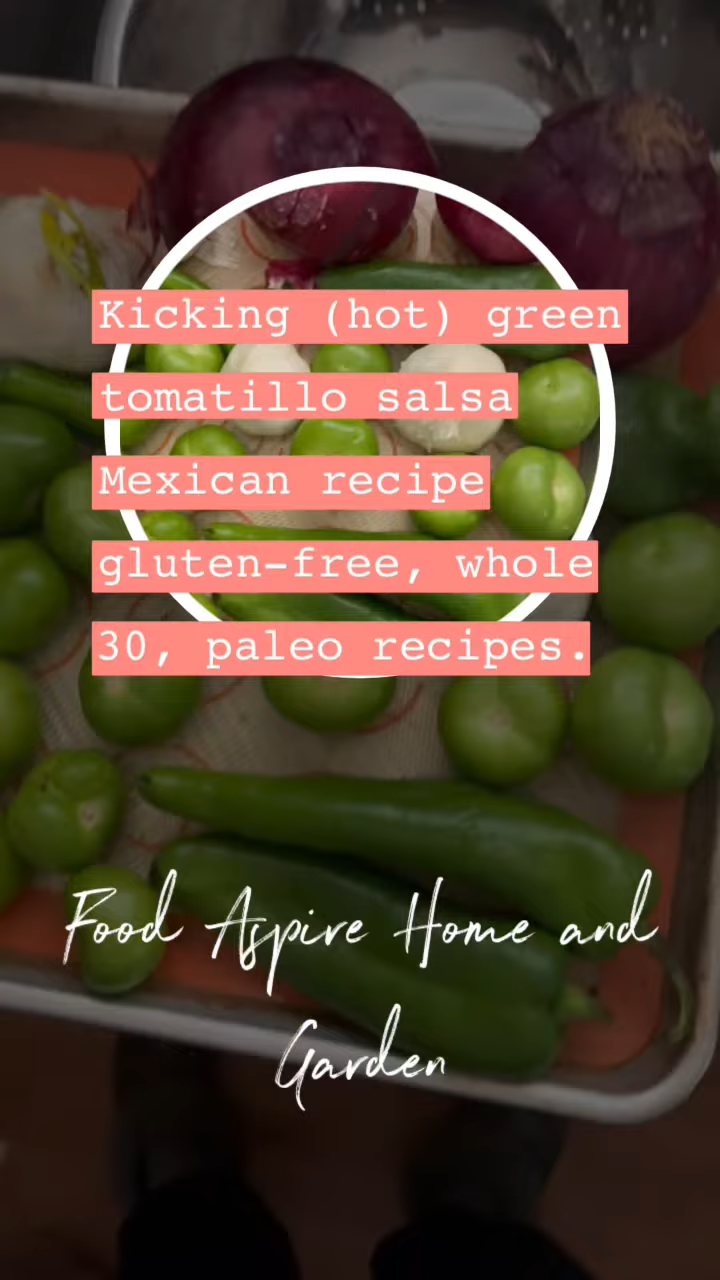 Kicking (hot) green
tomatillo salsa
Mexican recipe
gluten-free, whole
30, paleo recipes.
Food Aspire Home and
Garden